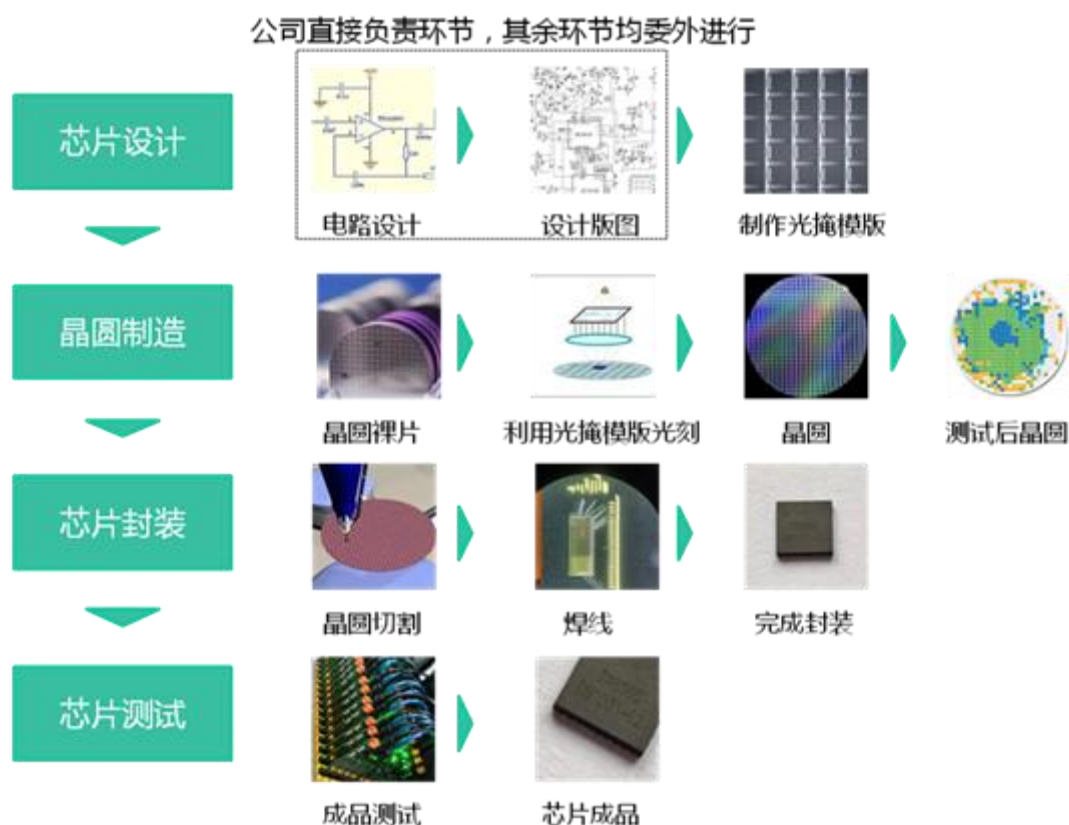 公司直接负责环节，其余环节均委外进行
芯片设计
电路设计
设计版图
制作光掩模版
晶圆制造
晶圆裸片
利用光掩模版光刻
晶圆
测试后晶圆
芯片封装
晶圆切割
焊线
完成封装
芯片测试
成品测试
芯片成品